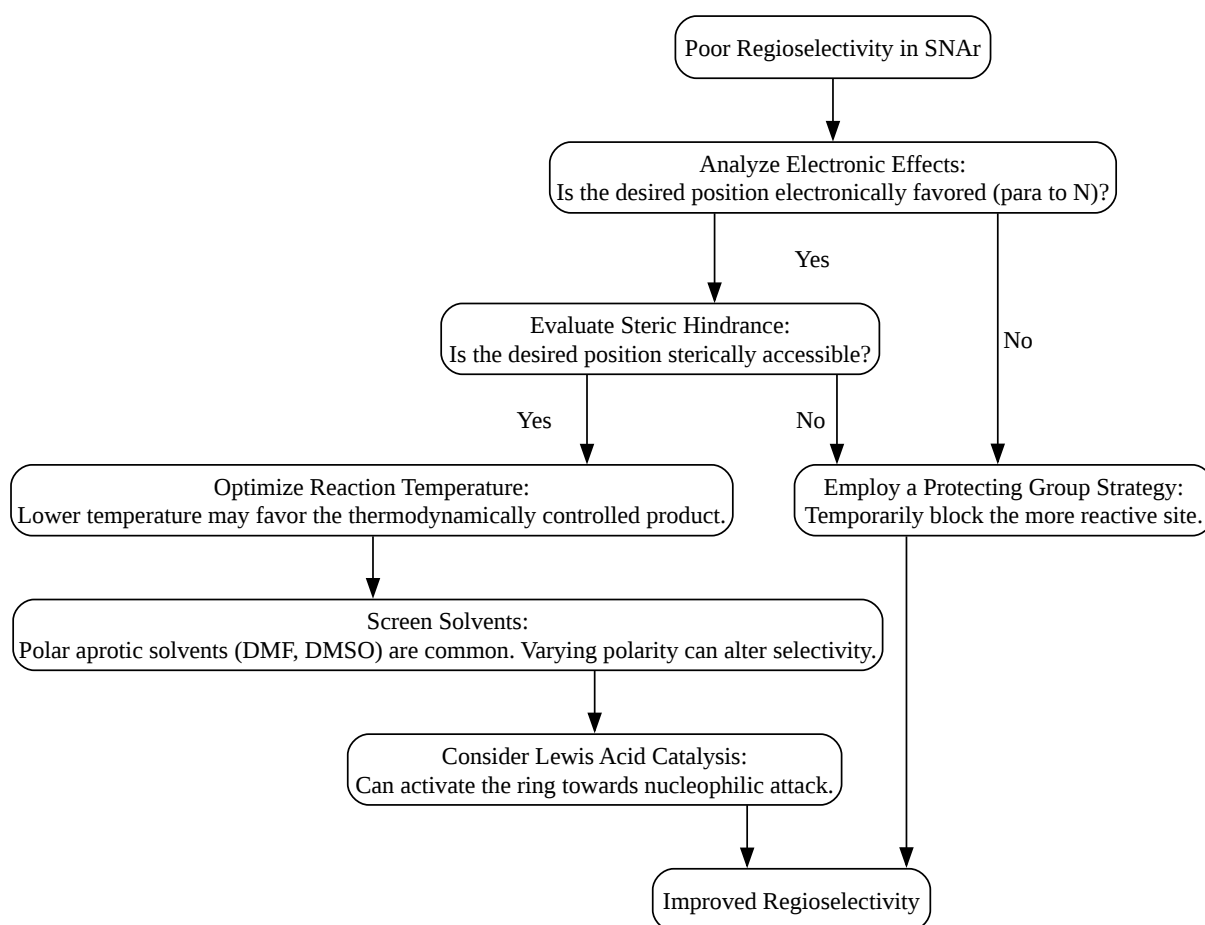 Poor Regioselectivity in SNAr
Analyze Electronic Effects:
Is the desired position electronically favored (para to N)?
Yes
No
Evaluate Steric Hindrance:
Is the desired position sterically accessible?
Yes
No
Optimize Reaction Temperature:
Lower temperature may favor the thermodynamically controlled product.
Employ a Protecting Group Strategy:
Temporarily block the more reactive site.
Screen Solvents:
Polar aprotic solvents (DMF, DMSO) are common. Varying polarity can alter selectivity.
Consider Lewis Acid Catalysis:
Can activate the ring towards nucleophilic attack.
Improved Regioselectivity